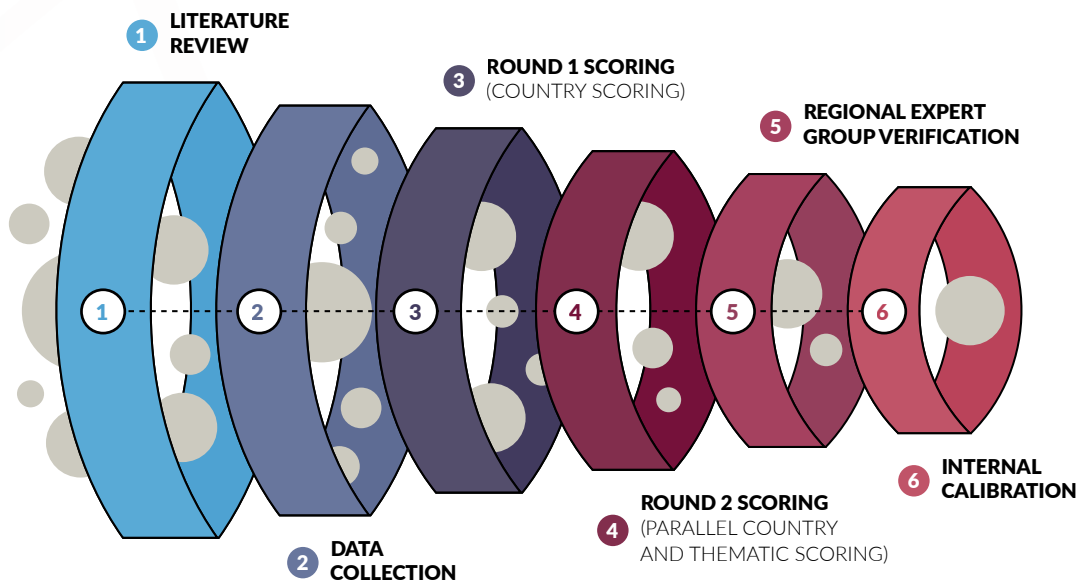 1 LITERATURE
REVIEW
3 ROUND 1 SCORING
(COUNTRY SCORING)
5 REGIONAL EXPERT
GROUP VERIFICATION
1 2 3 4 5 6
2 DATA
COLLECTION
4 ROUND 2 SCORING
(PARALLEL COUNTRY
AND THEMATIC SCORING)
6 INTERNAL
CALIBRATION